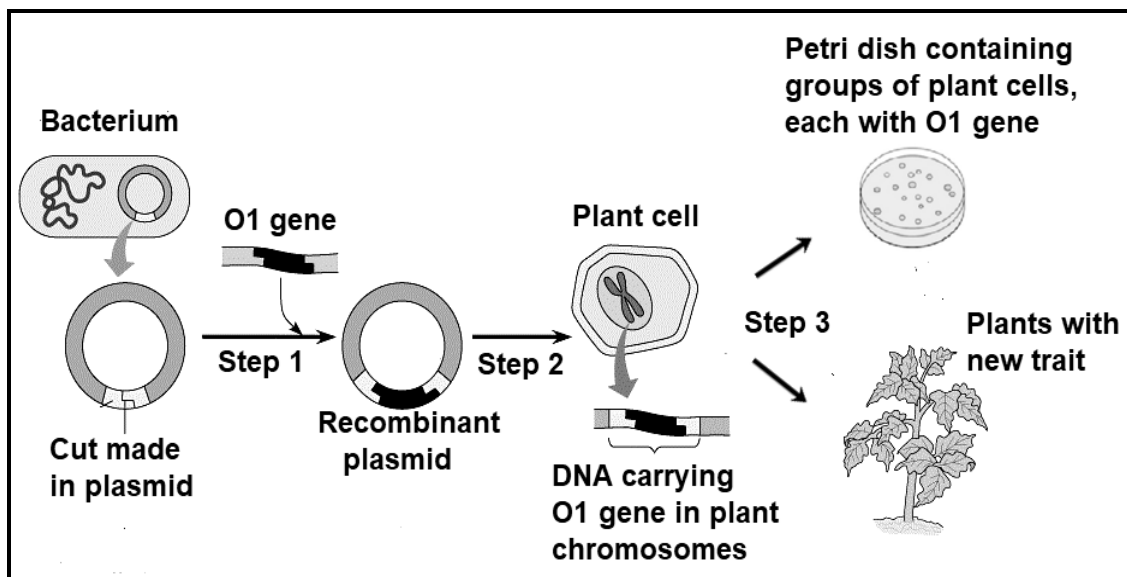 Bacterium
O1 gene
Cut made
in plasmid
Step 1
Recombinant
plasmid
Step 2
Plant cell
DNA carrying
O1 gene in plant
chromosomes
Step 3
Petri dish containing
groups of plant cells,
each with O1 gene
Plants with
new trait